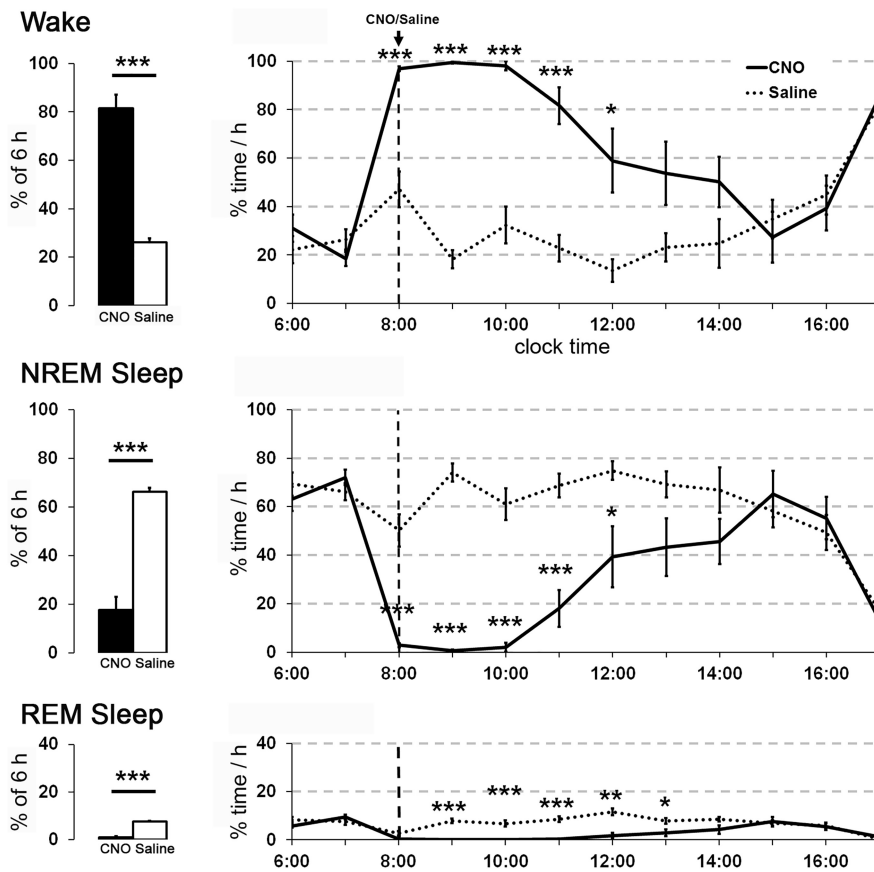 Wake
CNO/Saline
***
100
80
60
40
20
0
% of 6 h
CNO Saline
100
80
60
40
20
0
% time / h
*** *** *** *** *
CNO
Saline
6:00 8:00 10:00 12:00 14:00 16:00
clock time
NREM Sleep
***
100
80
60
40
20
0
% of 6 h
CNO Saline
100
80
60
40
20
0
% time / h
*** *** *** *** *
6:00 8:00 10:00 12:00 14:00 16:00
REM Sleep
***
40
20
0
% of 6 h
CNO Saline
40
20
0
% time / h
*** *** *** ** *
6:00 8:00 10:00 12:00 14:00 16:00